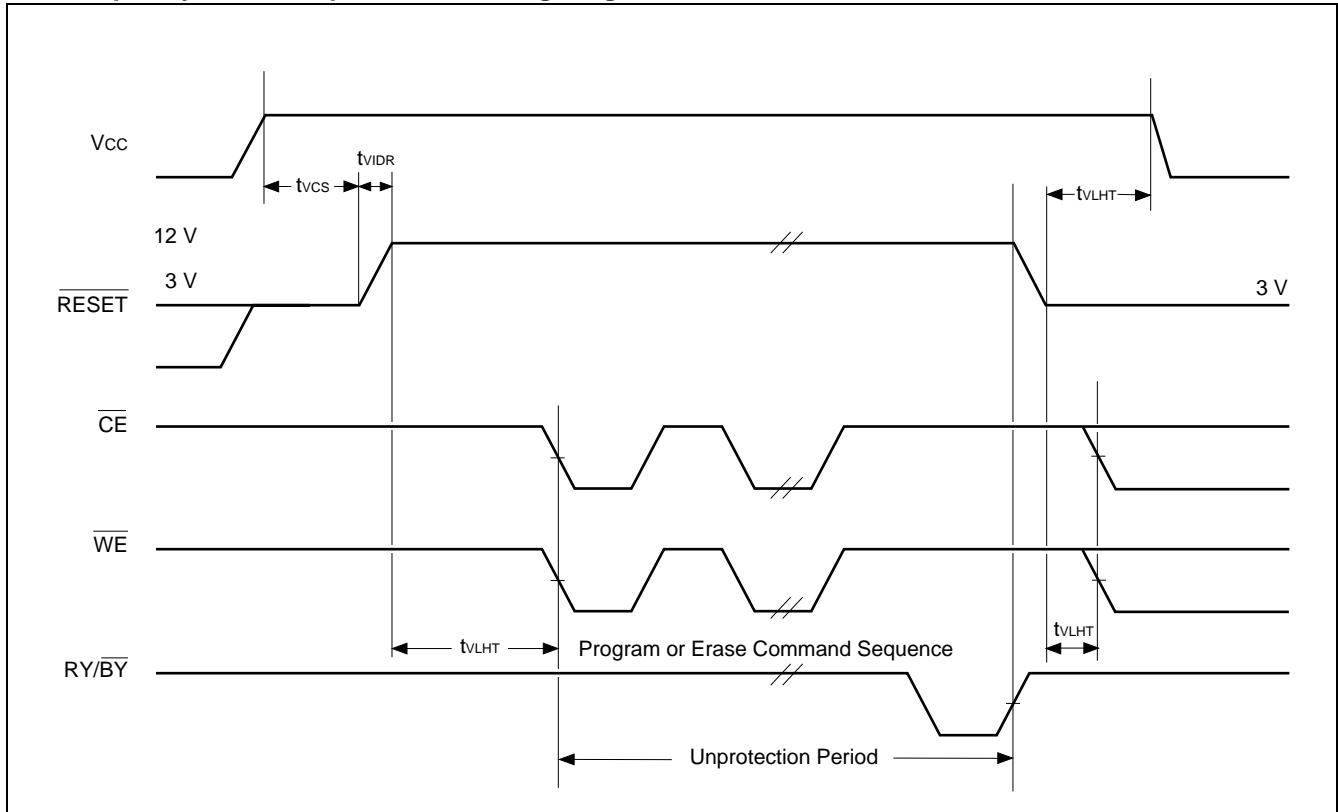 Vcc
tVIDR
tVCS
tVLHT
12 V
3 V
3 V
RESET
CE
WE
tVLHT
Program or Erase Command Sequence
tVLHT
RY/BY
Unprotection Period